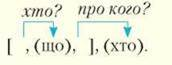 хто? про кого?
[ , (що), ], (хто).